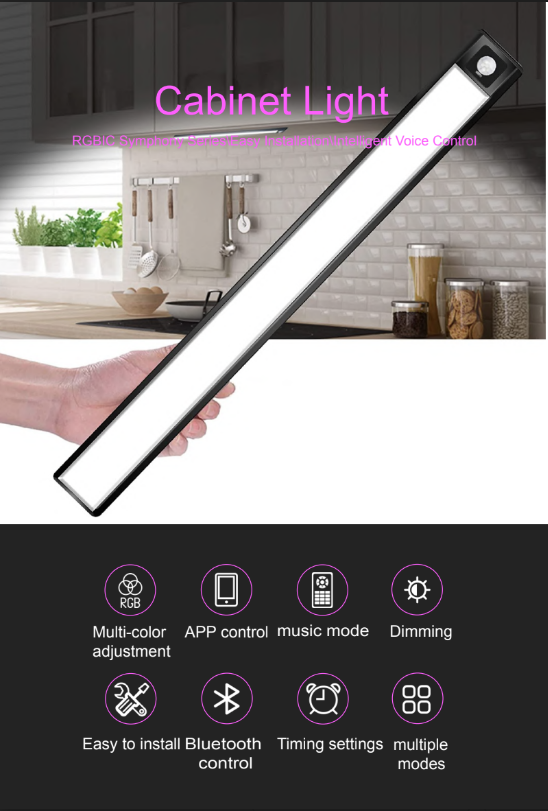 Cabinet Light
RGBIC Symphony Series/Easy Installation/Intelligent Voice Control
RGB
Multi-color
adjustment
APP control
music mode
Dimming
Easy to install
Bluetooth
control
Timing settings
multiple
modes